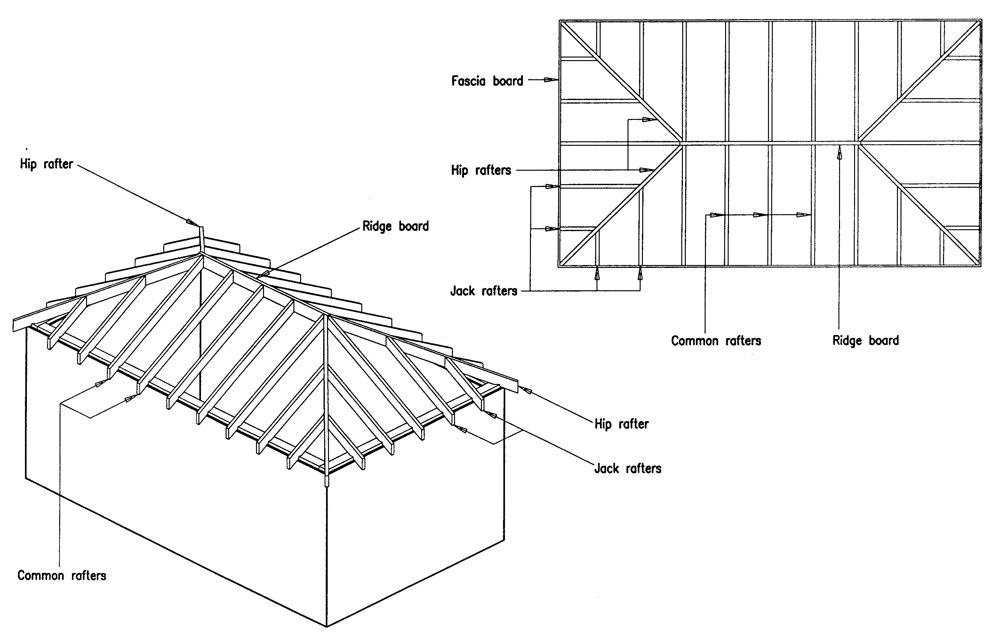 Fascia board
Hip rafter
Hip rafters
Ridge board
Jack rafters
Common rafters
Ridge board
Hip rafter
Jack rafters
Common rafters